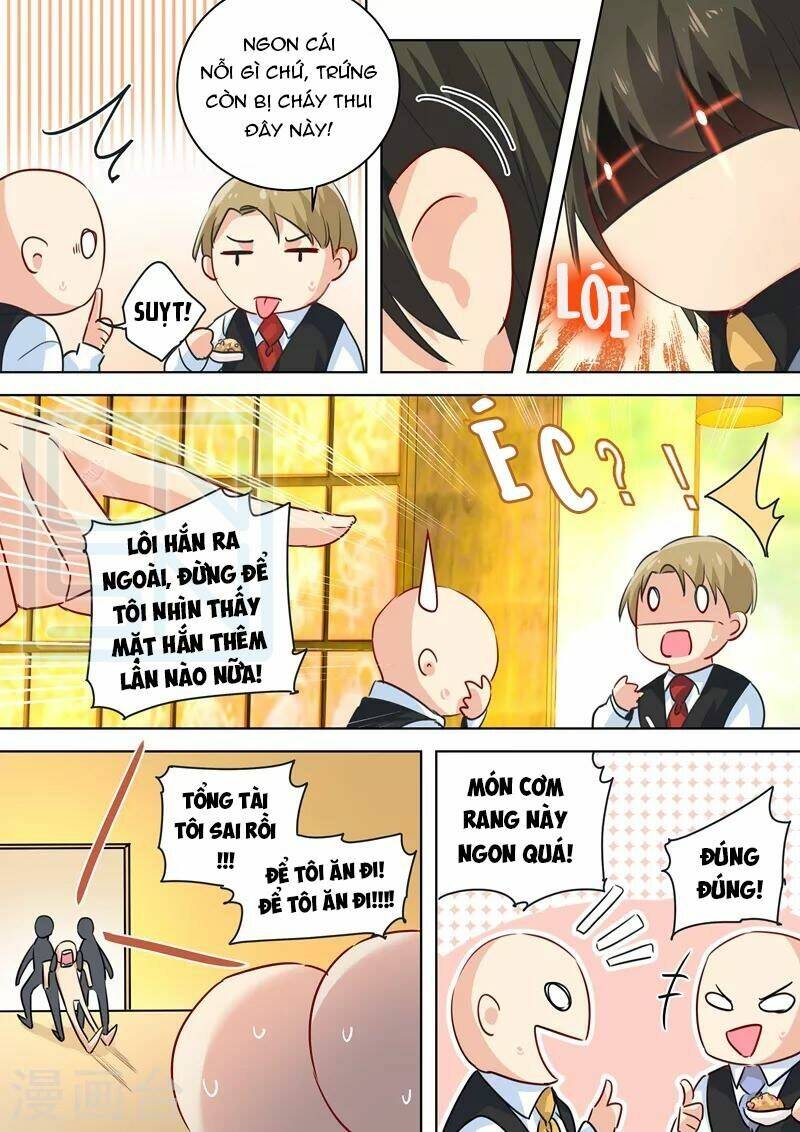 NGON CÁI
NỖI GÌ CHỨ, TRỨNG
CÒN BỊ CHÁY THUI
ĐÂY NÀY!
SUỴT!
LÓE
ÉC?!
LÔI HẮN RA
NGOÀI, ĐỪNG ĐỂ
TÔI NHÌN THẤY
MẶT HẮN THÊM
LẦN NÀO NỮA!
TỔNG TÀI
TÔI SAI RỒI
!!!
ĐỂ TÔI ĂN ĐI!
ĐỂ TÔI ĂN ĐI!!!!
MÓN CƠM
RANG NÀY
NGON QUÁ!
ĐÚNG
ĐÚNG!
漫画台